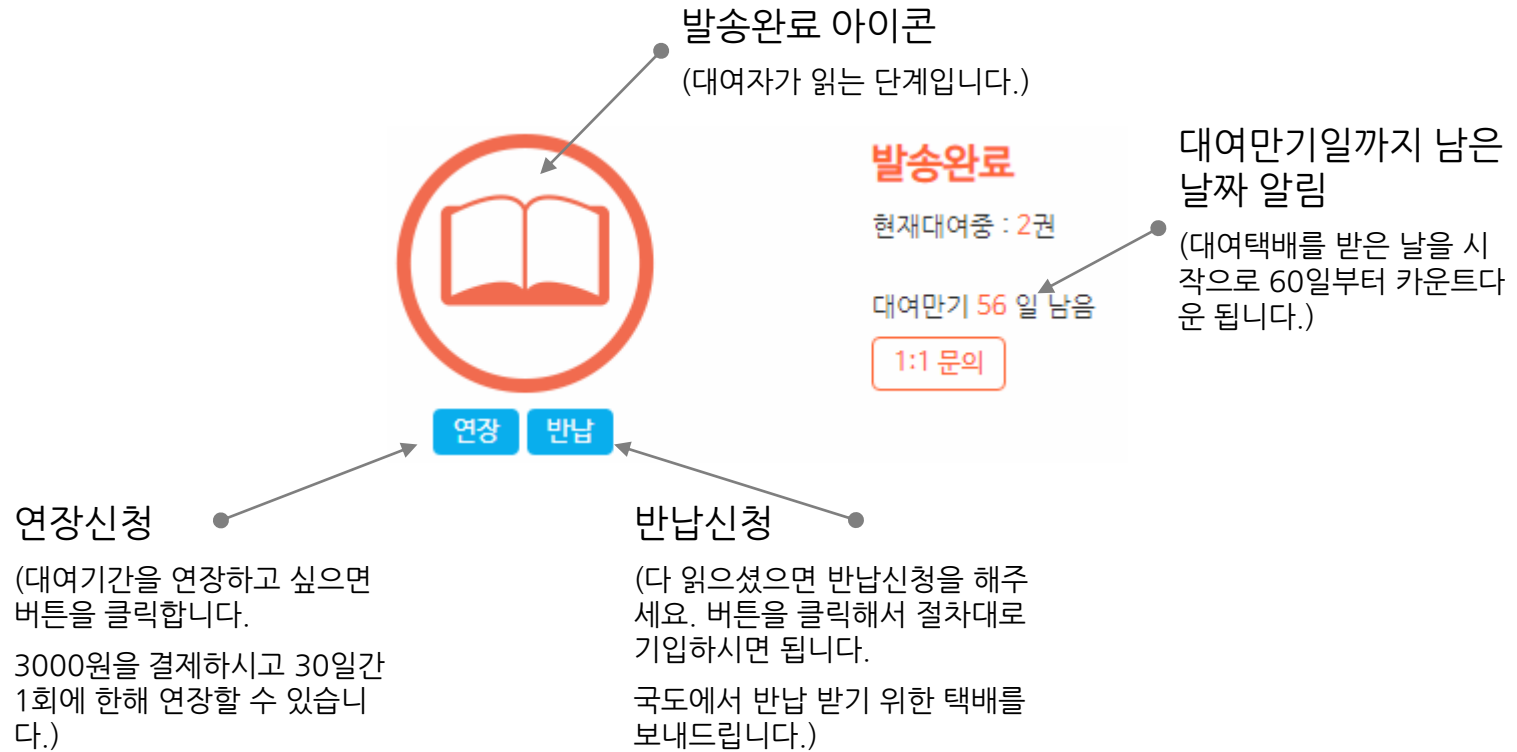 발송완료 아이콘
(대여자가 읽는 단계입니다.)
발송완료
현재대여중 : 2권
대여만기 56 일 남음
1:1 문의
대여만기일까지 남은
날짜 알림
(대여택배를 받은 날을 시
작으로 60일부터 카운트다
운 됩니다.)
연장
반납
연장신청
(대여기간을 연장하고 싶으면
버튼을 클릭합니다.
3000원을 결제하시고 30일간
1회에 한해 연장할 수 있습니
다.)
반납신청
(다 읽으셨으면 반납신청을 해주
세요. 버튼을 클릭해서 절차대로
기입하시면 됩니다.
국도에서 반납 받기 위한 택배를
보내드립니다.)